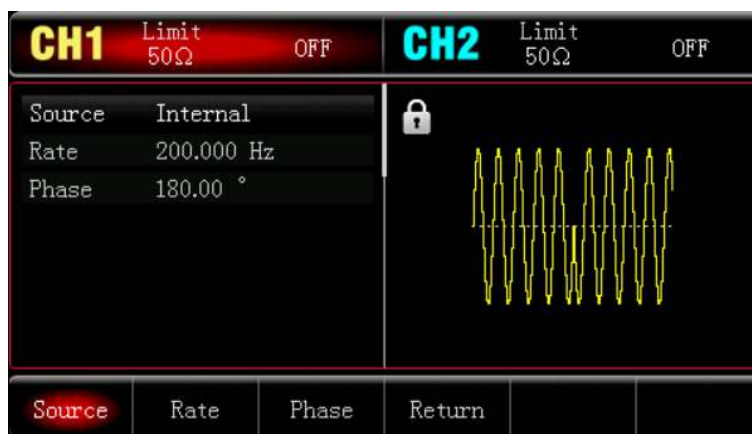 CH1 Limit 50Ω OFF CH2 Limit 50Ω OFF
Source Internal
Rate 200.000 Hz
Phase 180.00 °
Source Rate Phase Return